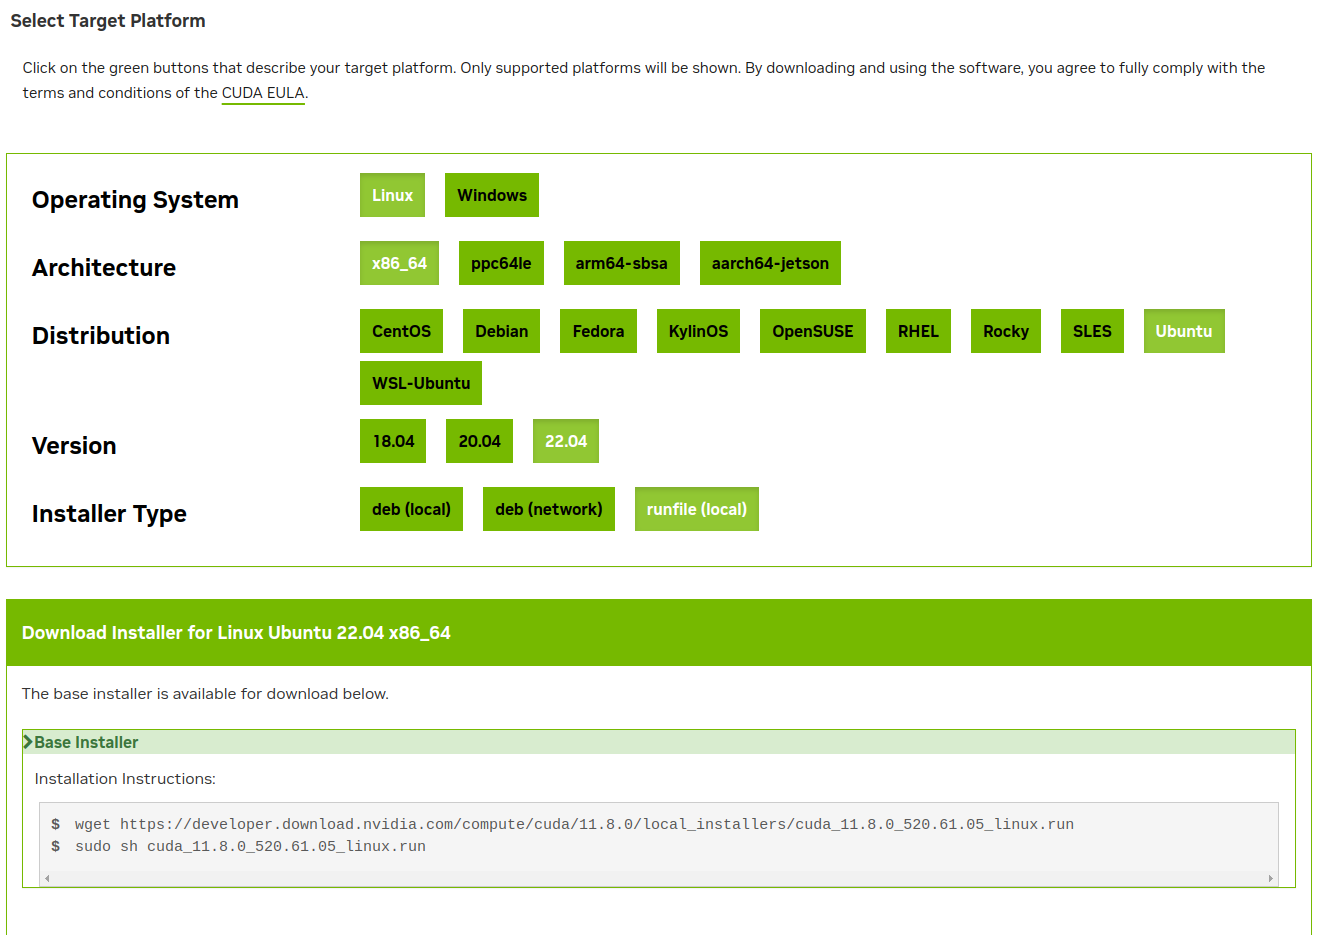 Select Target Platform
Click on the green buttons that describe your target platform. Only supported platforms will be shown. By downloading and using the software, you agree to fully comply with the
terms and conditions of the CUDA EULA.
Operating System Linux Windows
Architecture x86_64 ppc64le arm64-sbsa aarch64-jetson
Distribution CentOS Debian Fedora KylinOS OpenSUSE RHEL Rocky SLES Ubuntu
WSL-Ubuntu
Version 18.04 20.04 22.04
Installer Type deb (local) deb (network) runfile (local)
Download Installer for Linux Ubuntu 22.04 x86_64
The base installer is available for download below.
Base Installer
Installation Instructions:
$ wget https://developer.download.nvidia.com/compute/cuda/11.8.0/local_installers/cuda_11.8.0_520.61.05_linux.run
$ sudo sh cuda_11.8.0_520.61.05_linux.run